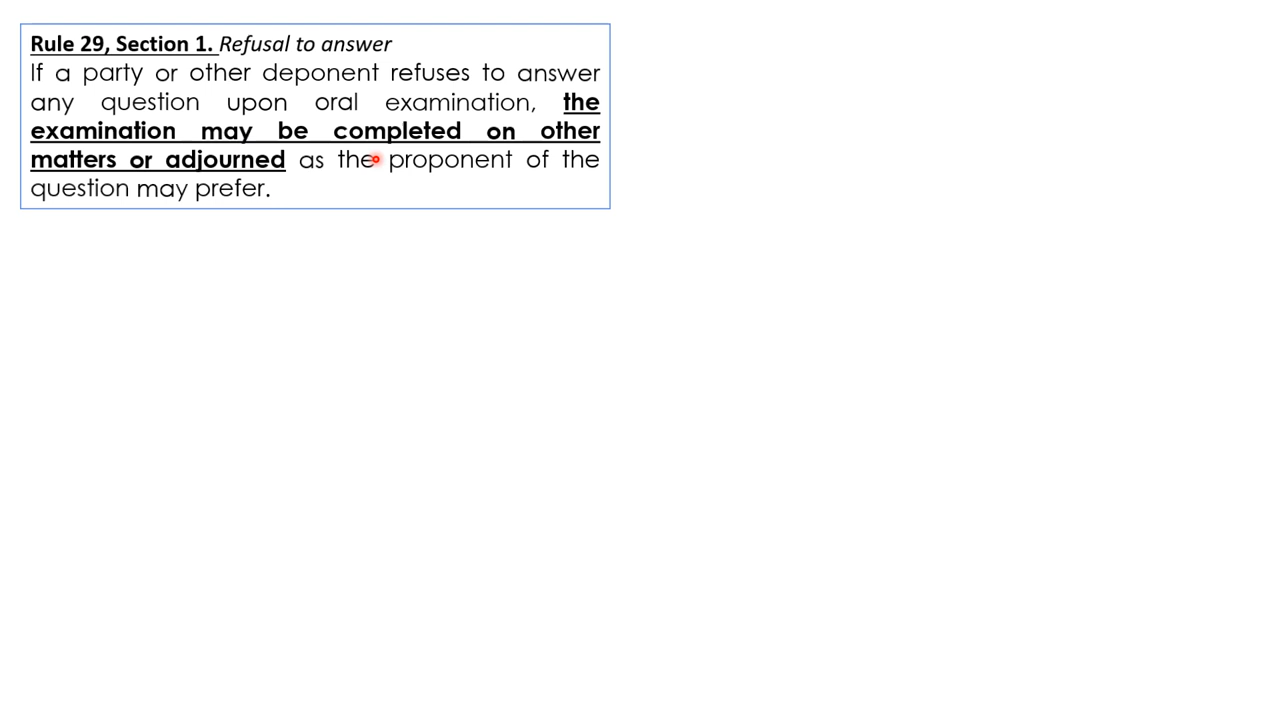 Rule 29, Section 1. Refusal to answer
If a party or other deponent refuses to answer
any question upon oral examination, the
examination may be completed on other
matters or adjourned as the proponent of the
question may prefer.